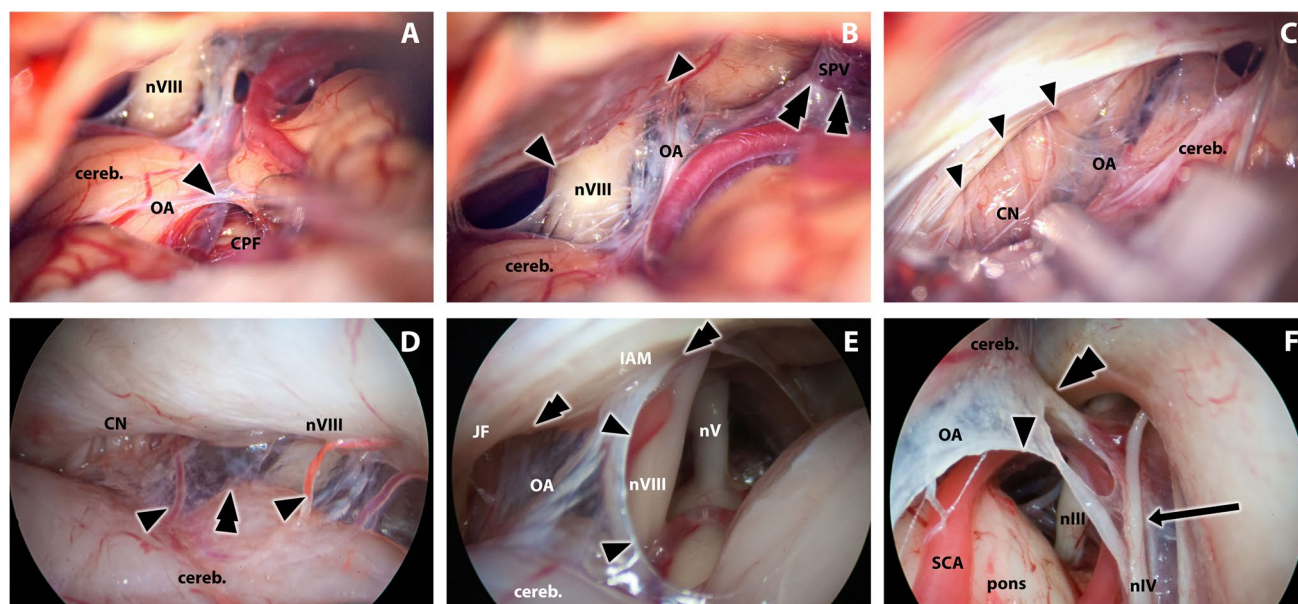 A
nVIII
cereb.
OA
CPF
B
SPV
OA
nVIII
cereb.
C
OA
cereb.
CN
D
CN
nVIII
cereb.
E
IAM
JF
nV
OA
nVIII
cereb.
F
cereb.
OA
nIII
SCA
pons
nIV